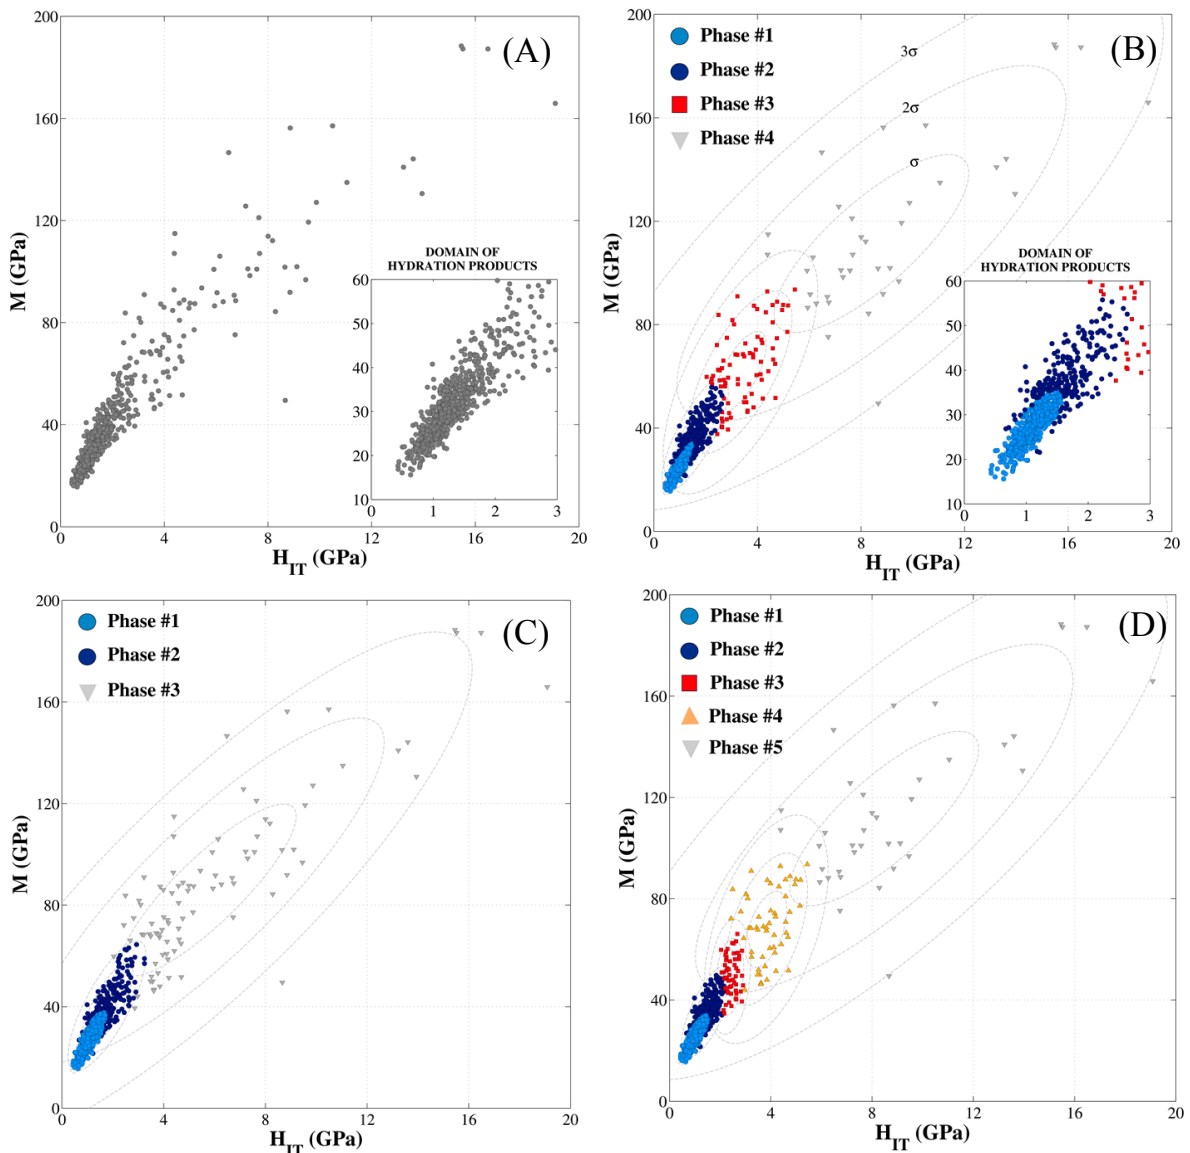 (A)
200
160
120
80
40
0
M (GPa)
0 4 8 12 16 20
H_IT (GPa)
DOMAIN OF
HYDRATION PRODUCTS
60
50
40
30
20
10
0 1 2 3
(B)
Phase #1
Phase #2
Phase #3
Phase #4
3σ
2σ
σ
200
160
120
80
40
0
M (GPa)
0 4 8 12 16 20
H_IT (GPa)
DOMAIN OF
HYDRATION PRODUCTS
60
50
40
30
20
10
0 1 2 3
(C)
Phase #1
Phase #2
Phase #3
200
160
120
80
40
0
M (GPa)
0 4 8 12 16 20
H_IT (GPa)
(D)
Phase #1
Phase #2
Phase #3
Phase #4
Phase #5
200
160
120
80
40
0
M (GPa)
0 4 8 12 16 20
H_IT (GPa)